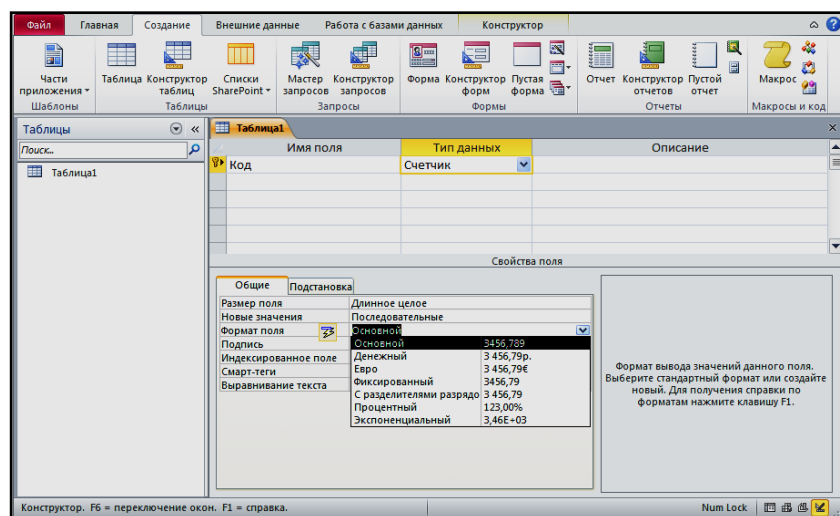 Файл Главная Создание Внешние данные Работа с базами данных Конструктор
Части приложения
Таблица
Конструктор таблиц
Списки SharePoint
Мастер запросов
Конструктор запросов
Форма
Конструктор форм
Пустая форма
Отчет
Конструктор отчетов
Пустой отчет
Макрос
Шаблоны Таблицы Запросы Формы Отчеты Макросы и код
Таблицы
Поиск...
Таблица1
Таблица1
Имя поля Тип данных Описание
Код Счетчик
Свойства поля
Общие Подстановка
Размер поля Длинное целое
Новые значения Последовательные
Формат поля Основной
Подпись
Индексированное поле
Смарт-теги
Выравнивание текста
Основной 3456,789
Денежный 3 456,79р.
Евро 3 456,79€
Фиксированный 3456,79
С разделителями разрядо 3 456,79
Процентный 123,00%
Экспоненциальный 3,46E+03
Формат вывода значений данного поля.
Выберите стандартный формат или создайте
новый. Для получения справки по
форматам нажмите клавишу F1.
Конструктор. F6 = переключение окон. F1 = справка. Num Lock